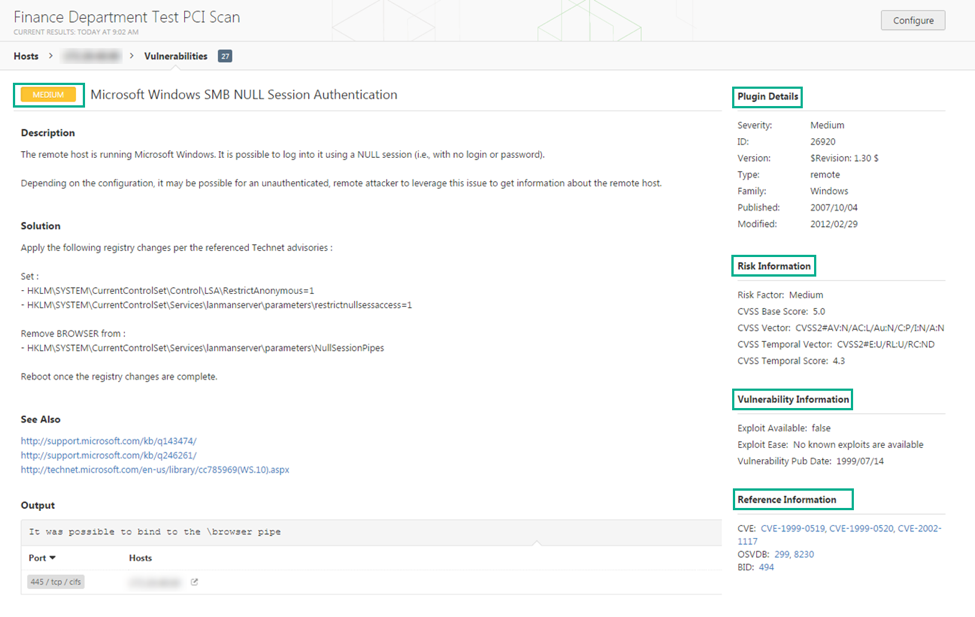 Finance Department Test PCI Scan
CURRENT RESULTS: TODAY AT 9:02 AM
Configure
Hosts > > Vulnerabilities 27
MEDIUM Microsoft Windows SMB NULL Session Authentication
Description
The remote host is running Microsoft Windows. It is possible to log into it using a NULL session (i.e., with no login or password).
Depending on the configuration, it may be possible for an unauthenticated, remote attacker to leverage this issue to get information about the remote host.
Solution
Apply the following registry changes per the referenced Technet advisories :
Set :
- HKLM\SYSTEM\CurrentControlSet\Control\LSA\RestrictAnonymous=1
- HKLM\SYSTEM\CurrentControlSet\Services\lanmanserver\parameters\restrictnullsessaccess=1
Remove BROWSER from :
- HKLM\SYSTEM\CurrentControlSet\Services\lanmanserver\parameters\NullSessionPipes
Reboot once the registry changes are complete.
See Also
http://support.microsoft.com/kb/q143474/
http://support.microsoft.com/kb/q246261/
http://technet.microsoft.com/en-us/library/cc785969(WS.10).aspx
Output
It was possible to bind to the \browser pipe
Port Hosts
445 / tcp / cifs
Plugin Details
Severity: Medium
ID: 26920
Version: $Revision: 1.30 $
Type: remote
Family: Windows
Published: 2007/10/04
Modified: 2012/02/29
Risk Information
Risk Factor: Medium
CVSS Base Score: 5.0
CVSS Vector: CVSS2#AV:N/AC:L/Au:N/C:P/I:N/A:N
CVSS Temporal Vector: CVSS2#E:U/RL:U/RC:ND
CVSS Temporal Score: 4.3
Vulnerability Information
Exploit Available: false
Exploit Ease: No known exploits are available
Vulnerability Pub Date: 1999/07/14
Reference Information
CVE: CVE-1999-0519, CVE-1999-0520, CVE-2002-
1117
OSVDB: 299, 8230
BID: 494